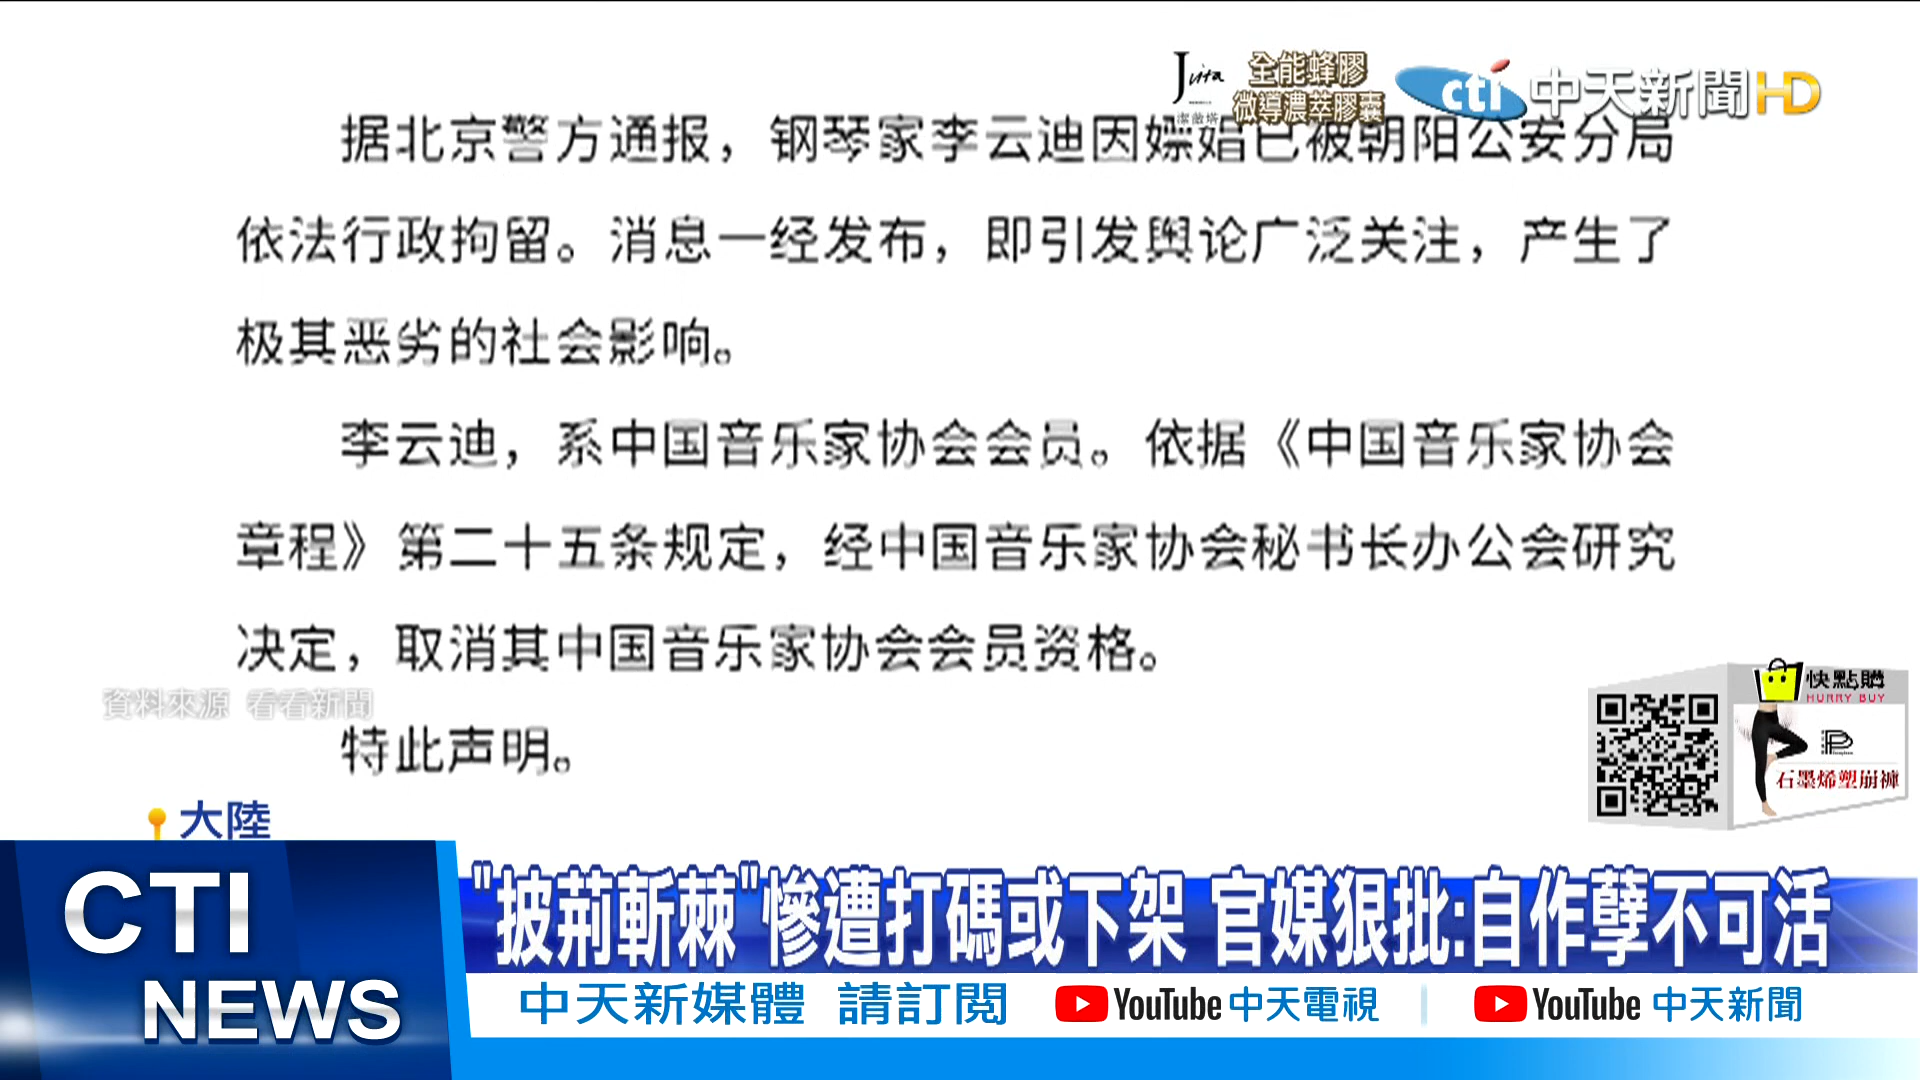 Jvita
潔儆塔
全能蜂膠
微導濃萃膠囊
cti 中天新聞HD
据北京警方通报，钢琴家李云迪因嫖娼已被朝阳公安分局
依法行政拘留。消息一经发布，即引发舆论广泛关注，产生了
极其恶劣的社会影响。
李云迪，系中国音乐家协会会员。依据《中国音乐家协会
章程》第二十五条规定，经中国音乐家协会秘书长办公会研究
决定，取消其中国音乐家协会会员资格。
資料來源 看看新聞
特此声明。
快點購
HURRY BUY
石墨烯塑崩褲
大陸
CTI
NEWS
"披荊斬棘"慘遭打碼或下架 官媒狠批:自作孽不可活
中天新媒體 請訂閱 YouTube 中天電視 | YouTube 中天新聞